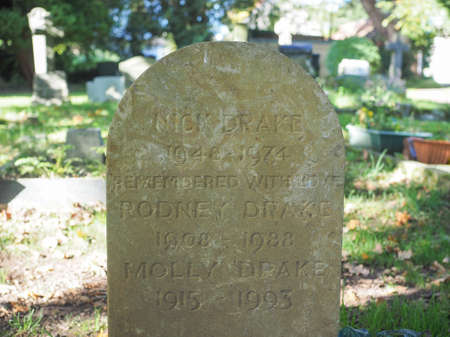 NICK DRAKE
1948-1974
REMEMBERED WITH LOVE
RODNEY DRAKE
1908 - 1988
MOLLY DRAKE
1915 - 1993